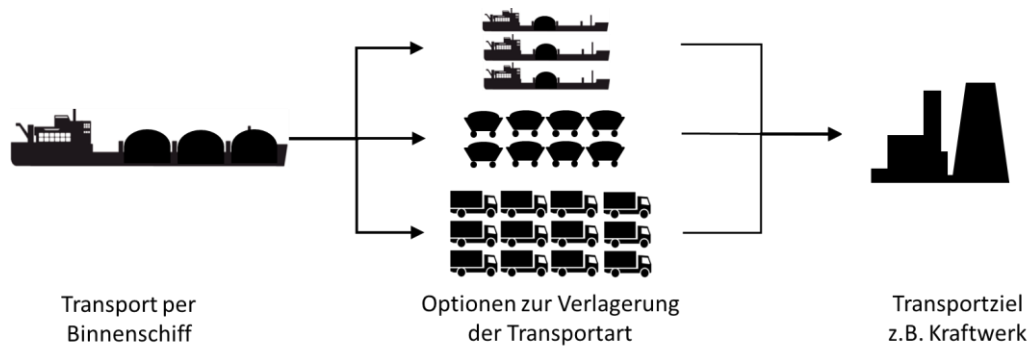 Transport per
Binnenschiff
Optionen zur Verlagerung
der Transportart
Transportziel
z.B. Kraftwerk